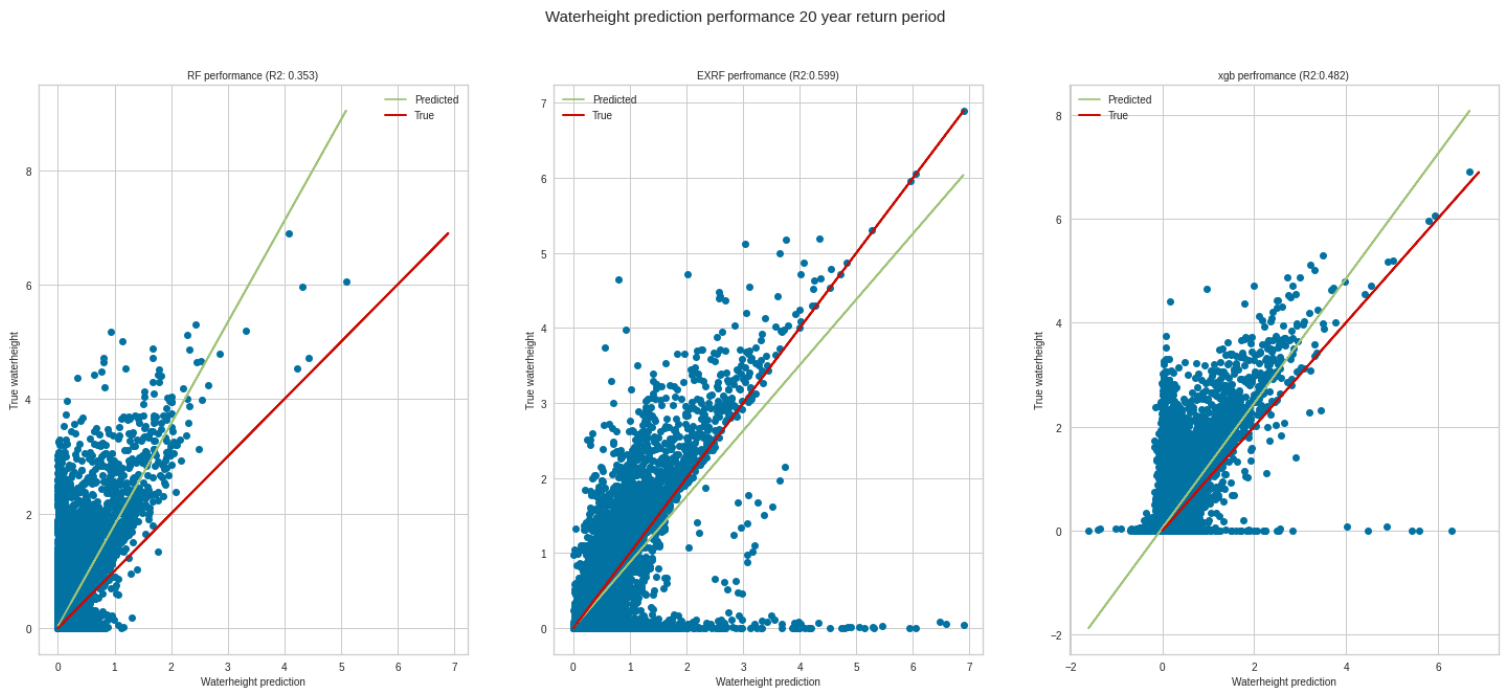 Waterheight prediction performance 20 year return period
RF performance (R2: 0.353)
Predicted
True
True waterheight
8
6
4
2
0
0 1 2 3 4 5 6 7
Waterheight prediction
EXRF perfromance (R2:0.599)
Predicted
True
True waterheight
7
6
5
4
3
2
1
0
0 1 2 3 4 5 6 7
Waterheight prediction
xgb perfromance (R2:0.482)
Predicted
True
True waterheight
8
6
4
2
0
−2
−2 0 2 4 6
Waterheight prediction